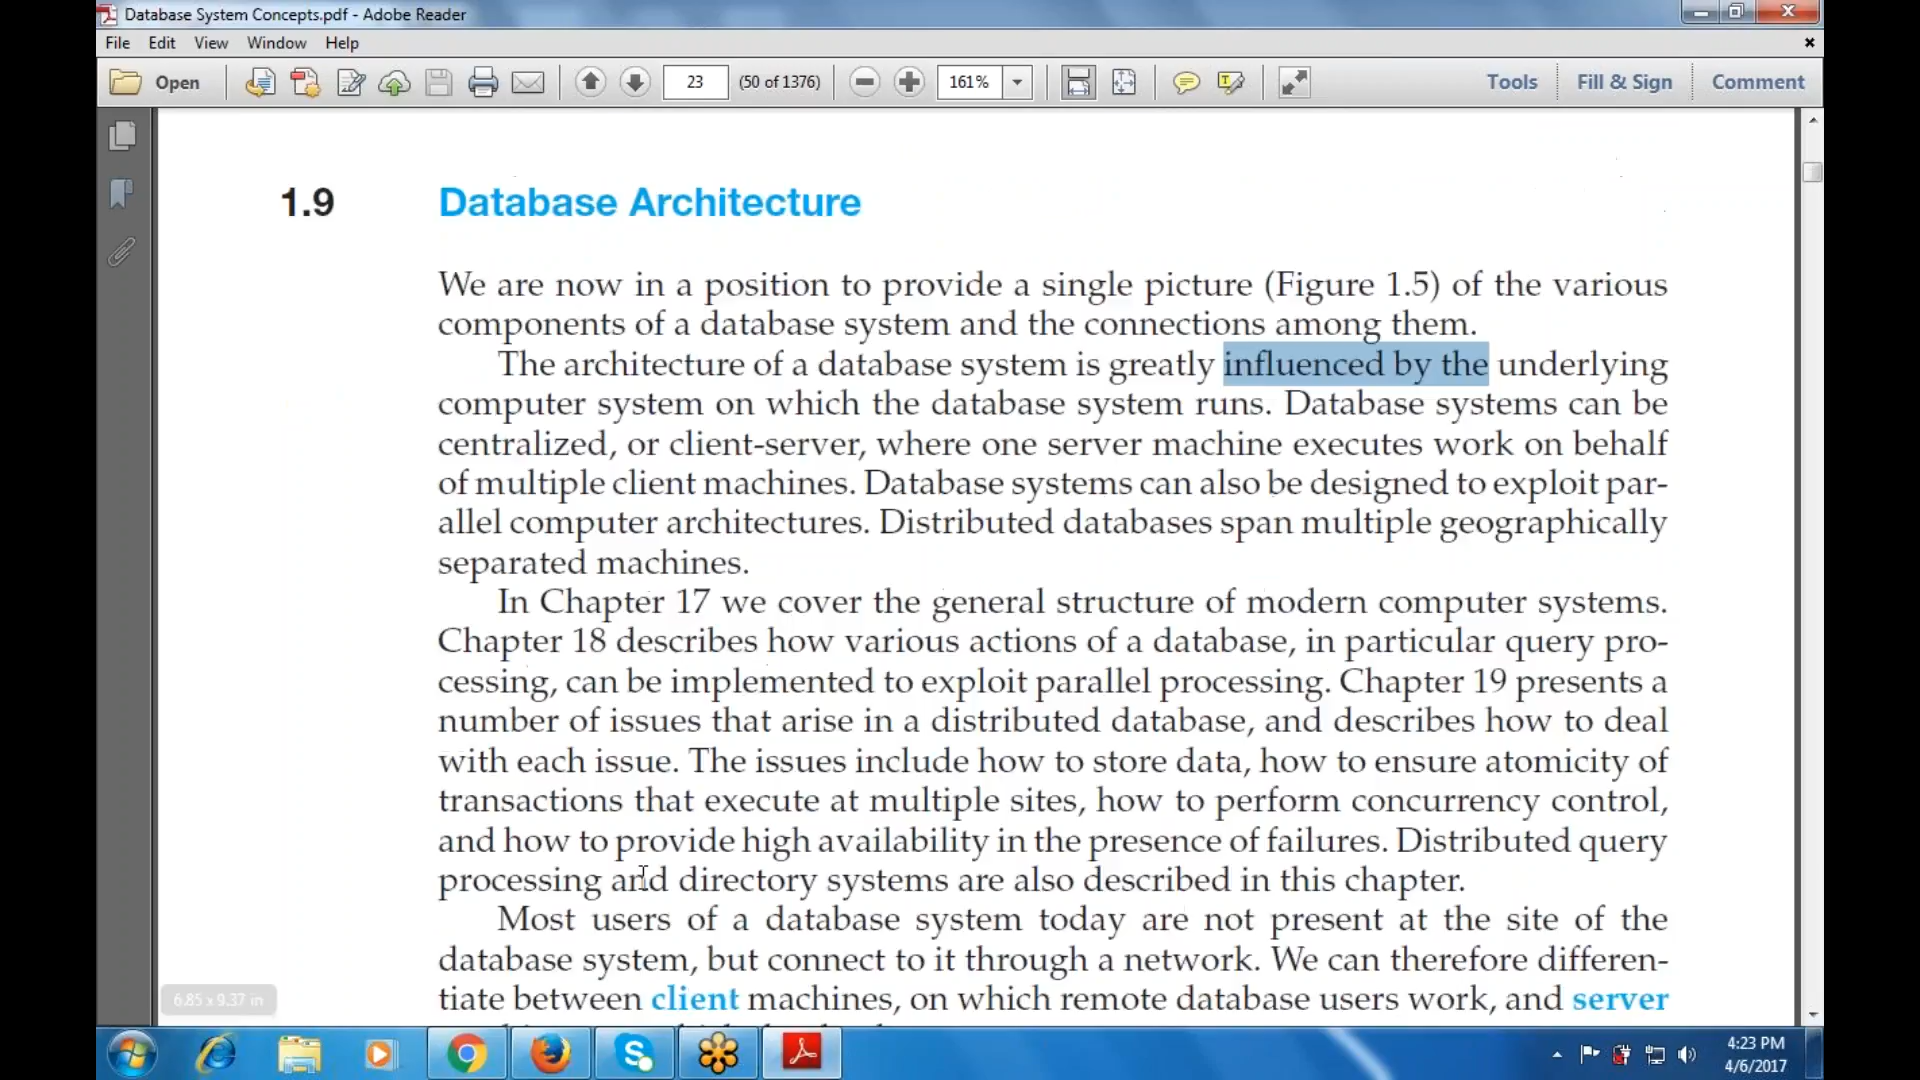 Database System Concepts.pdf - Adobe Reader
File Edit View Window Help
Open 23 (50 of 1376) 161% Tools Fill & Sign Comment
1.9 Database Architecture
We are now in a position to provide a single picture (Figure 1.5) of the various
components of a database system and the connections among them.
The architecture of a database system is greatly influenced by the underlying
computer system on which the database system runs. Database systems can be
centralized, or client-server, where one server machine executes work on behalf
of multiple client machines. Database systems can also be designed to exploit par-
allel computer architectures. Distributed databases span multiple geographically
separated machines.
In Chapter 17 we cover the general structure of modern computer systems.
Chapter 18 describes how various actions of a database, in particular query pro-
cessing, can be implemented to exploit parallel processing. Chapter 19 presents a
number of issues that arise in a distributed database, and describes how to deal
with each issue. The issues include how to store data, how to ensure atomicity of
transactions that execute at multiple sites, how to perform concurrency control,
and how to provide high availability in the presence of failures. Distributed query
processing and directory systems are also described in this chapter.
Most users of a database system today are not present at the site of the
database system, but connect to it through a network. We can therefore differen-
tiate between client machines, on which remote database users work, and server
6.85 x 9.37 in
4:23 PM
4/6/2017